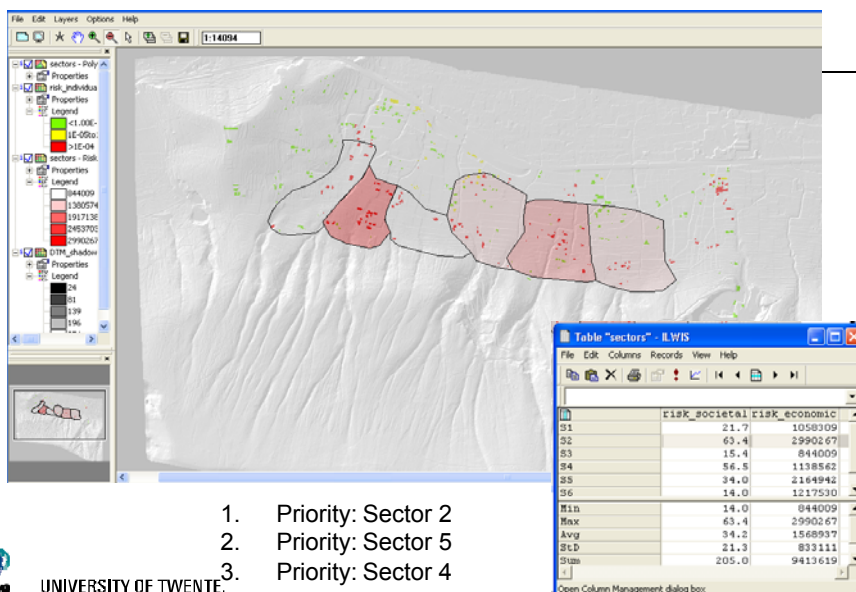 File Edit Layers Options Help
1:14094
sectors - Poly
Properties
risk_individua
Properties
Legend
<1.00E-
1E-05to
>1E-04
sectors - Risk
Properties
Legend
844009
1380574
1917138
2453703
2990267
DTM_shadow
Properties
Legend
24
81
139
196
Table "sectors" - ILWIS
File Edit Columns Records View Help
risk_societal risk_economic
S1 21.7 1058309
S2 63.4 2990267
S3 15.4 844009
S4 56.5 1138562
S5 34.0 2164942
S6 14.0 1217530
Min 14.0 844009
Max 63.4 2990267
Avg 34.2 1568937
StD 21.3 833111
Sum 205.0 9413619
Open Column Management dialog box
1. Priority: Sector 2
2. Priority: Sector 5
3. Priority: Sector 4
UNIVERSITY OF TWENTE.